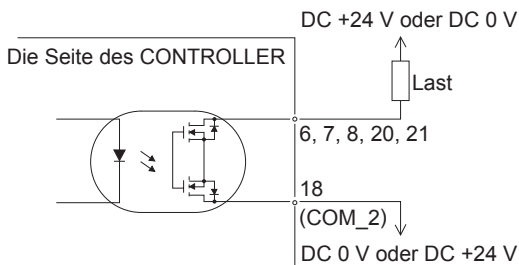 DC +24 V oder DC 0 V
Die Seite des CONTROLLER
Last
6, 7, 8, 20, 21
18
(COM_2)
DC 0 V oder DC +24 V